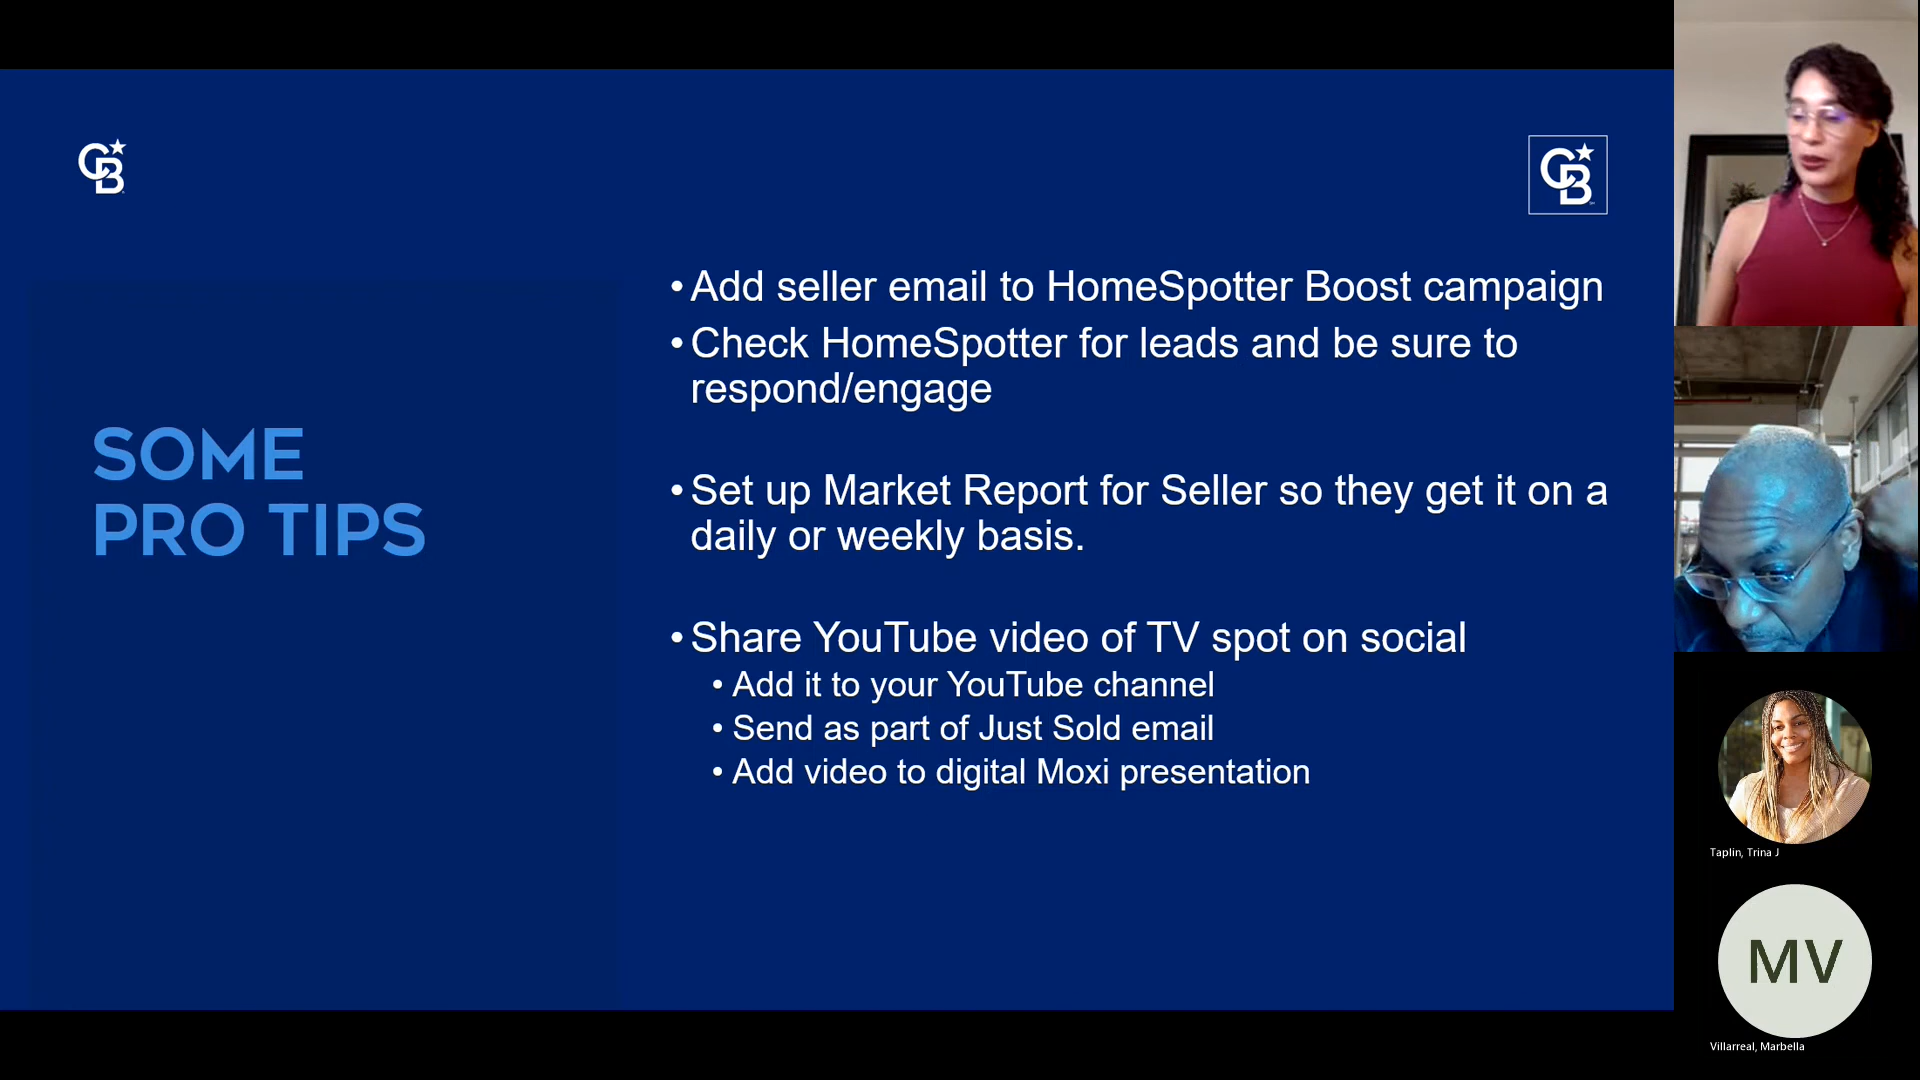 CB
CB
SOME
PRO TIPS
• Add seller email to HomeSpotter Boost campaign
• Check HomeSpotter for leads and be sure to
respond/engage
• Set up Market Report for Seller so they get it on a
daily or weekly basis.
• Share YouTube video of TV spot on social
• Add it to your YouTube channel
• Send as part of Just Sold email
• Add video to digital Moxi presentation
Taplin, Trina J
MV
Villarreal, Marbella